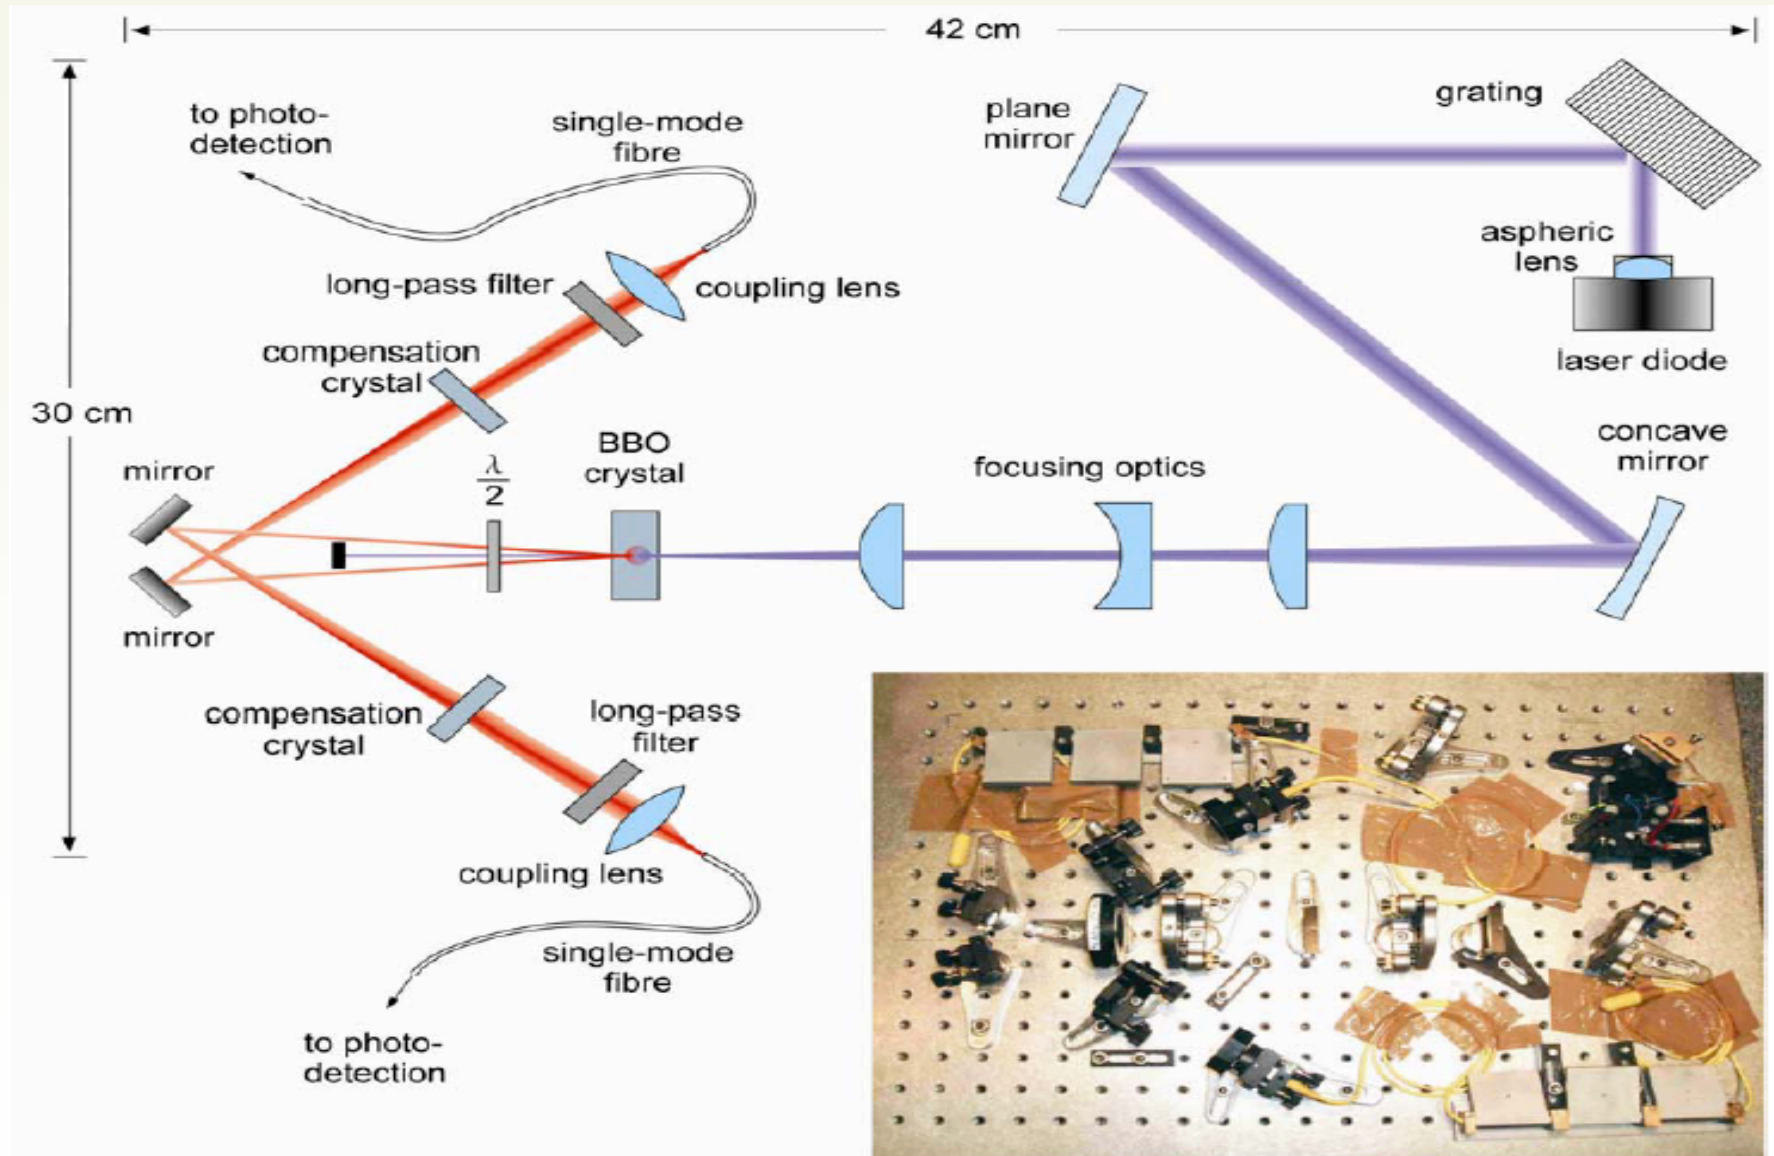 42 cm
30 cm
to photo-
detection
single-mode
fibre
plane
mirror
grating
aspheric
lens
laser diode
long-pass filter
coupling lens
compensation
crystal
mirror
λ
2
BBO
crystal
focusing optics
concave
mirror
mirror
compensation
crystal
long-pass
filter
coupling lens
single-mode
fibre
to photo-
detection